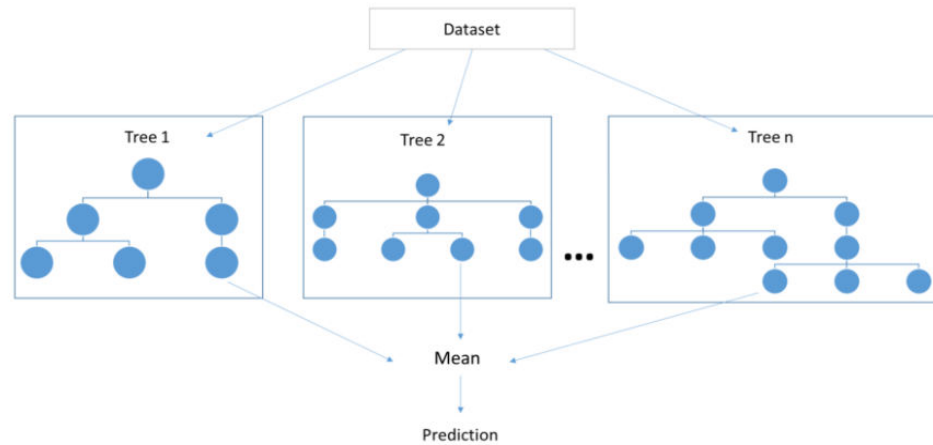 Dataset
Tree 1
Tree 2
Tree n
...
Mean
Prediction